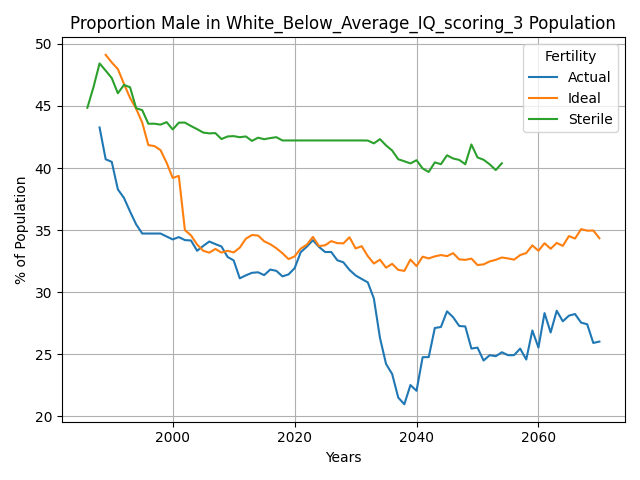 Proportion Male in White_Below_Average_IQ_scoring_3 Population
Fertility
Actual
Ideal
Sterile
% of Population
50
45
40
35
30
25
20
2000
2020
2040
2060
Years